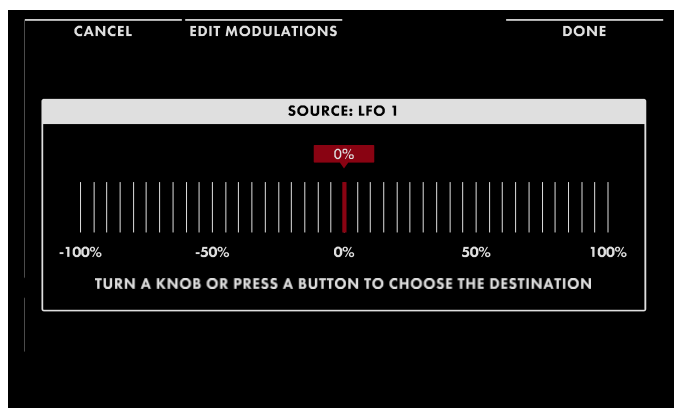 CANCEL EDIT MODULATIONS DONE
SOURCE: LFO 1
0%
-100% -50% 0% 50% 100%
TURN A KNOB OR PRESS A BUTTON TO CHOOSE THE DESTINATION